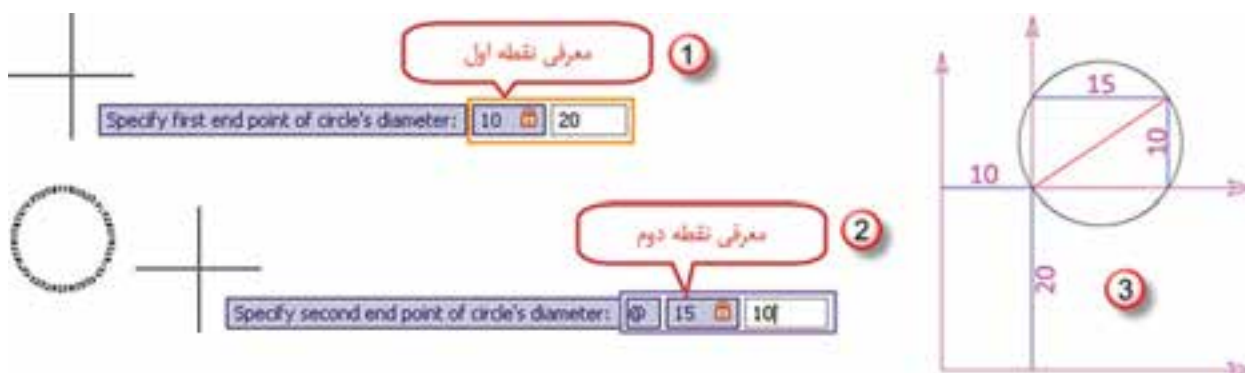 معرفی نقطه اول
1
Specify first end point of circle's diameter: 10 20
معرفی نقطه دوم
2
Specify second end point of circle's diameter: @ 15 10
15
10
10
20
3